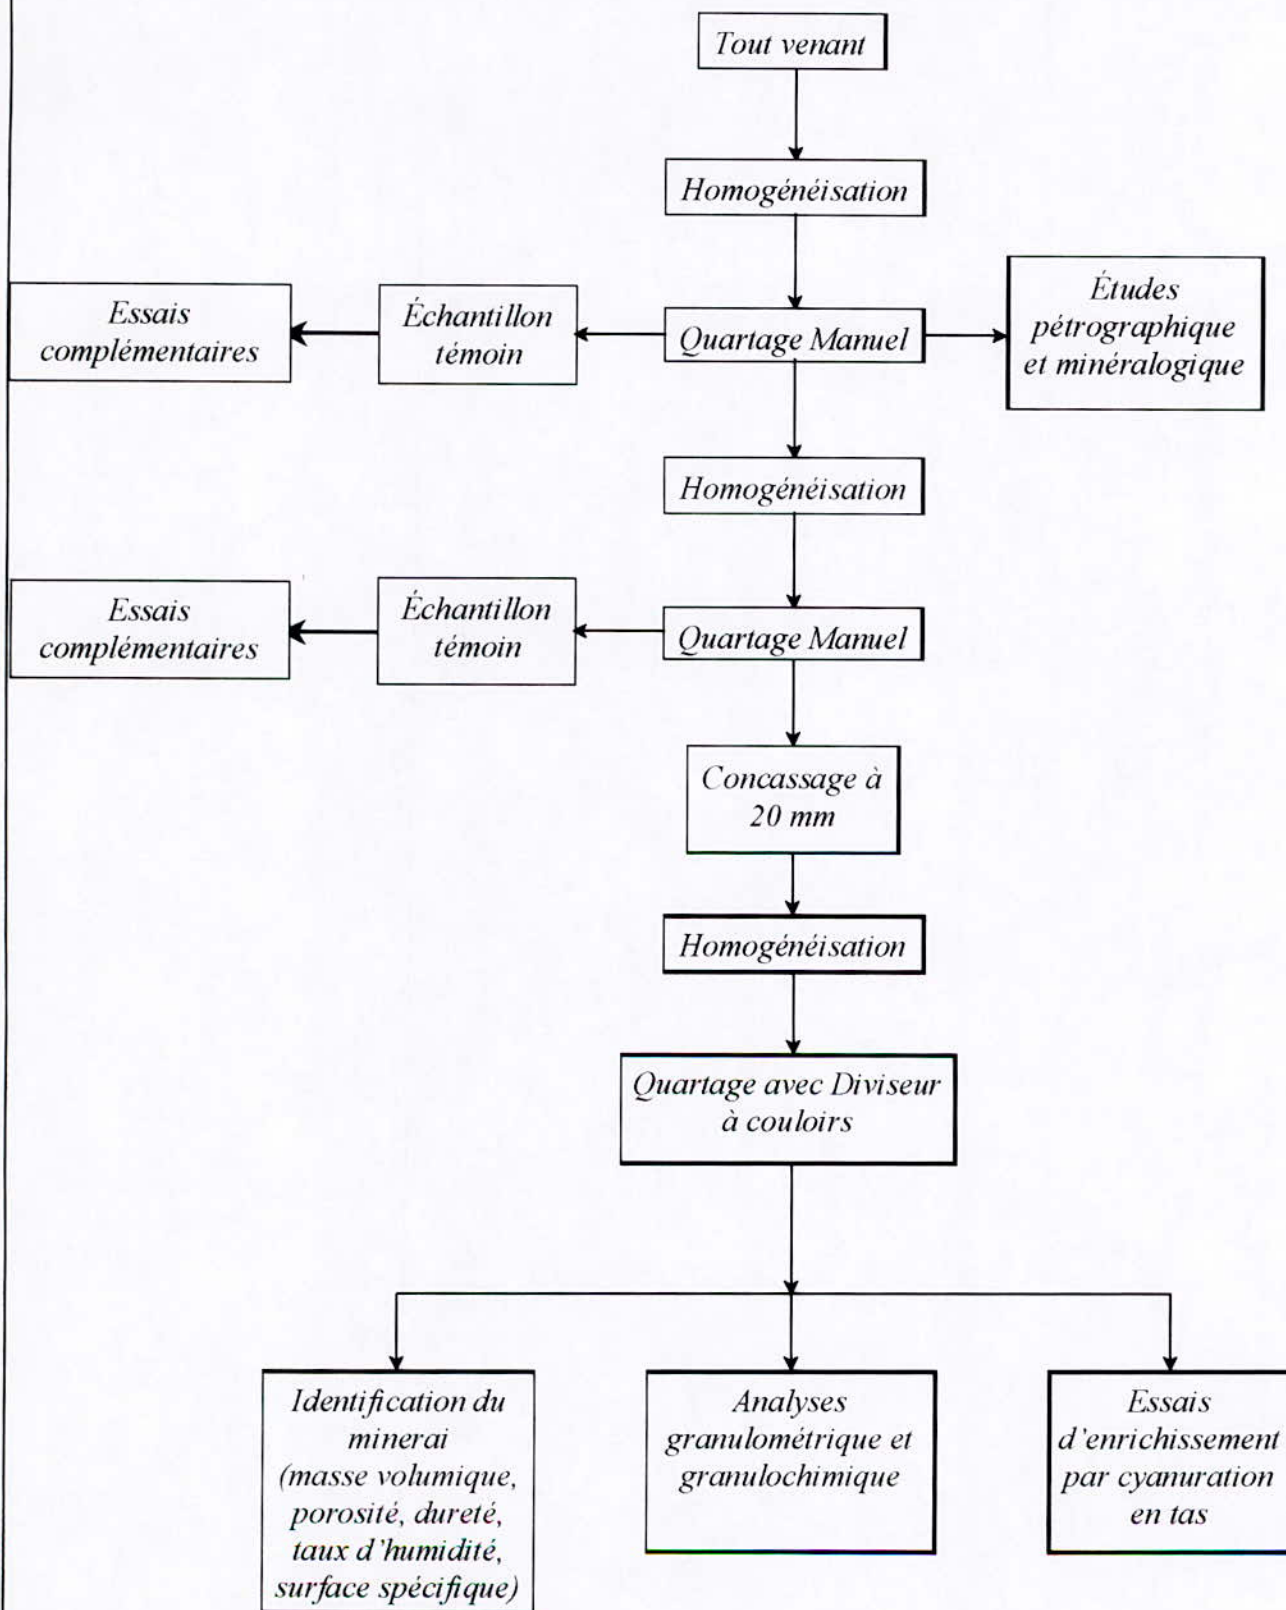 Tout venant
Homogénéisation
Essais
complémentaires
Échantillon
témoin
Quartage Manuel
Études
pétrographique
et minéralogique
Homogénéisation
Essais
complémentaires
Échantillon
témoin
Quartage Manuel
Concassage à
20 mm
Homogénéisation
Quartage avec Diviseur
à couloirs
Identification du
minerai
(masse volumique,
porosité, dureté,
taux d'humidité,
surface spécifique)
Analyses
granulométrique et
granulochimique
Essais
d'enrichissement
par cyanuration
en tas